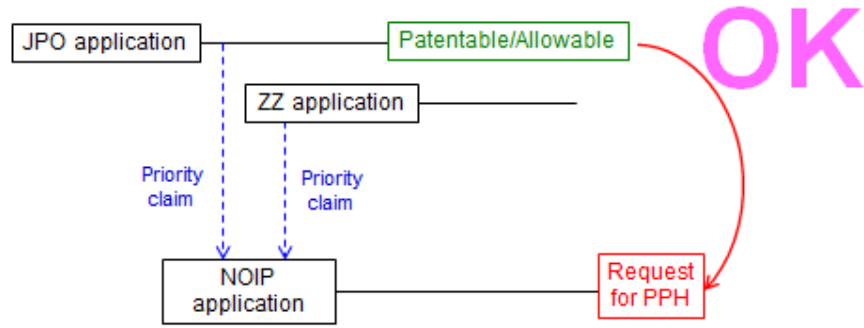 JPO application
Patentable/Allowable
OK
ZZ application
Priority
claim
Priority
claim
NOIP
application
Request
for PPH